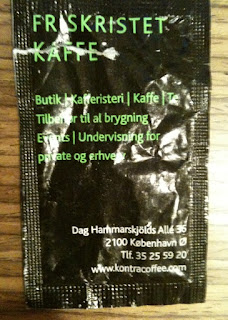 FRISKRISTET
KAFFE
Butik | Kafferisteri | Kaffe | Te
Tilbehør til al brygning
Events | Undervisning for
private og erhverv
Dag Hammarskjölds Allé 36
2100 København Ø
Tlf. 35 25 59 20
www.kontracoffee.com